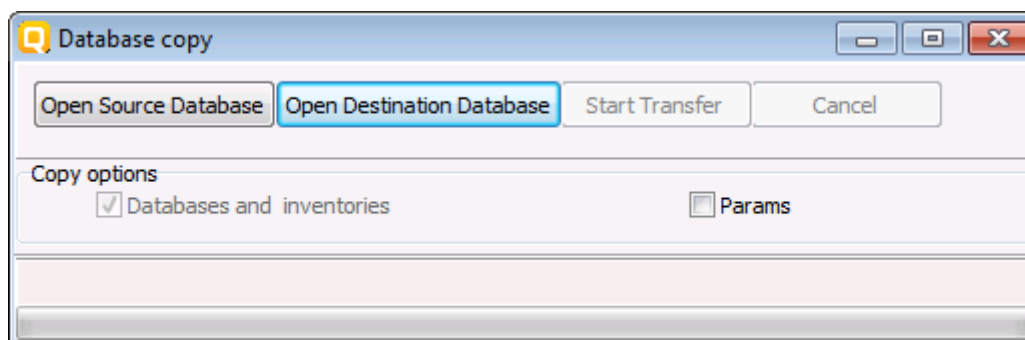 Database copy
Open Source Database Open Destination Database Start Transfer Cancel
Copy options
Databases and inventories Params